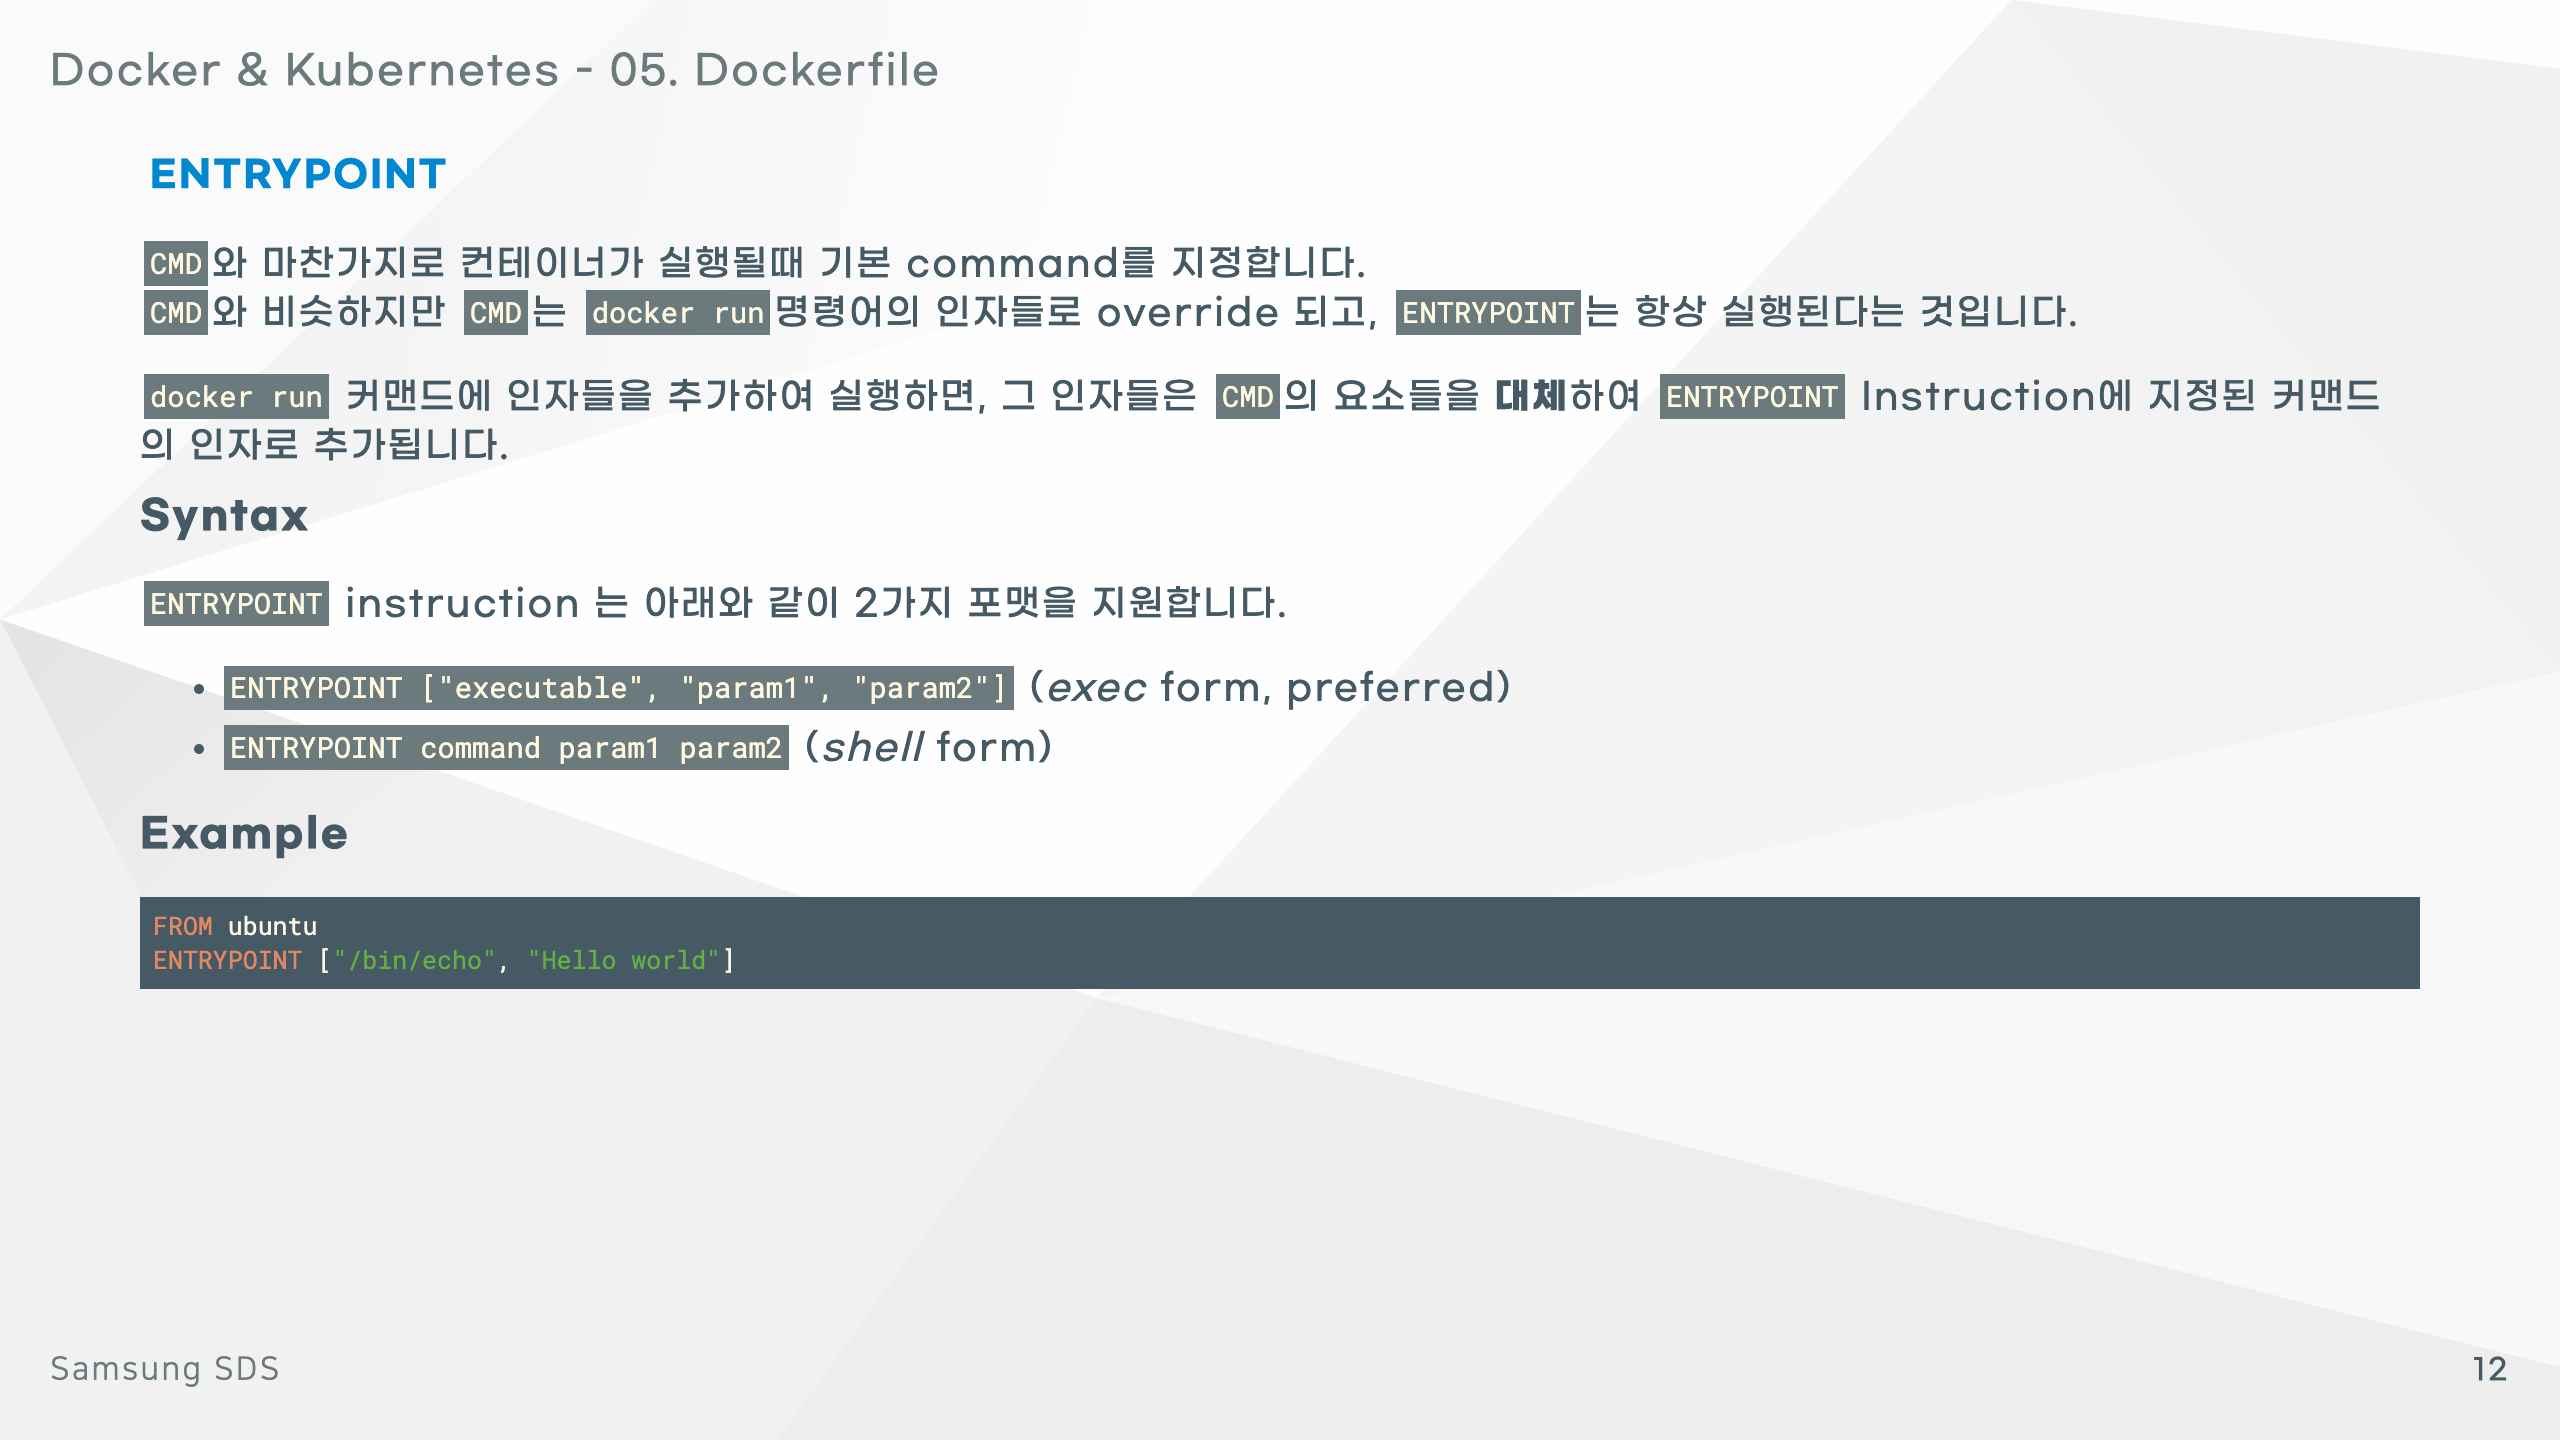 Docker & Kubernetes - 05. Dockerfile
ENTRYPOINT
CMD와 마찬가지로 컨테이너가 실행될때 기본 command를 지정합니다.
CMD와 비슷하지만 CMD는 docker run명령어의 인자들로 override 되고, ENTRYPOINT는 항상 실행된다는 것입니다.
docker run 커맨드에 인자들을 추가하여 실행하면, 그 인자들은 CMD의 요소들을 대체하여 ENTRYPOINT Instruction에 지정된 커맨드
의 인자로 추가됩니다.
Syntax
ENTRYPOINT instruction 는 아래와 같이 2가지 포맷을 지원합니다.
• ENTRYPOINT ["executable", "param1", "param2"] (exec form, preferred)
• ENTRYPOINT command param1 param2 (shell form)
Example
FROM ubuntu
ENTRYPOINT ["/bin/echo", "Hello world"]
Samsung SDS
12